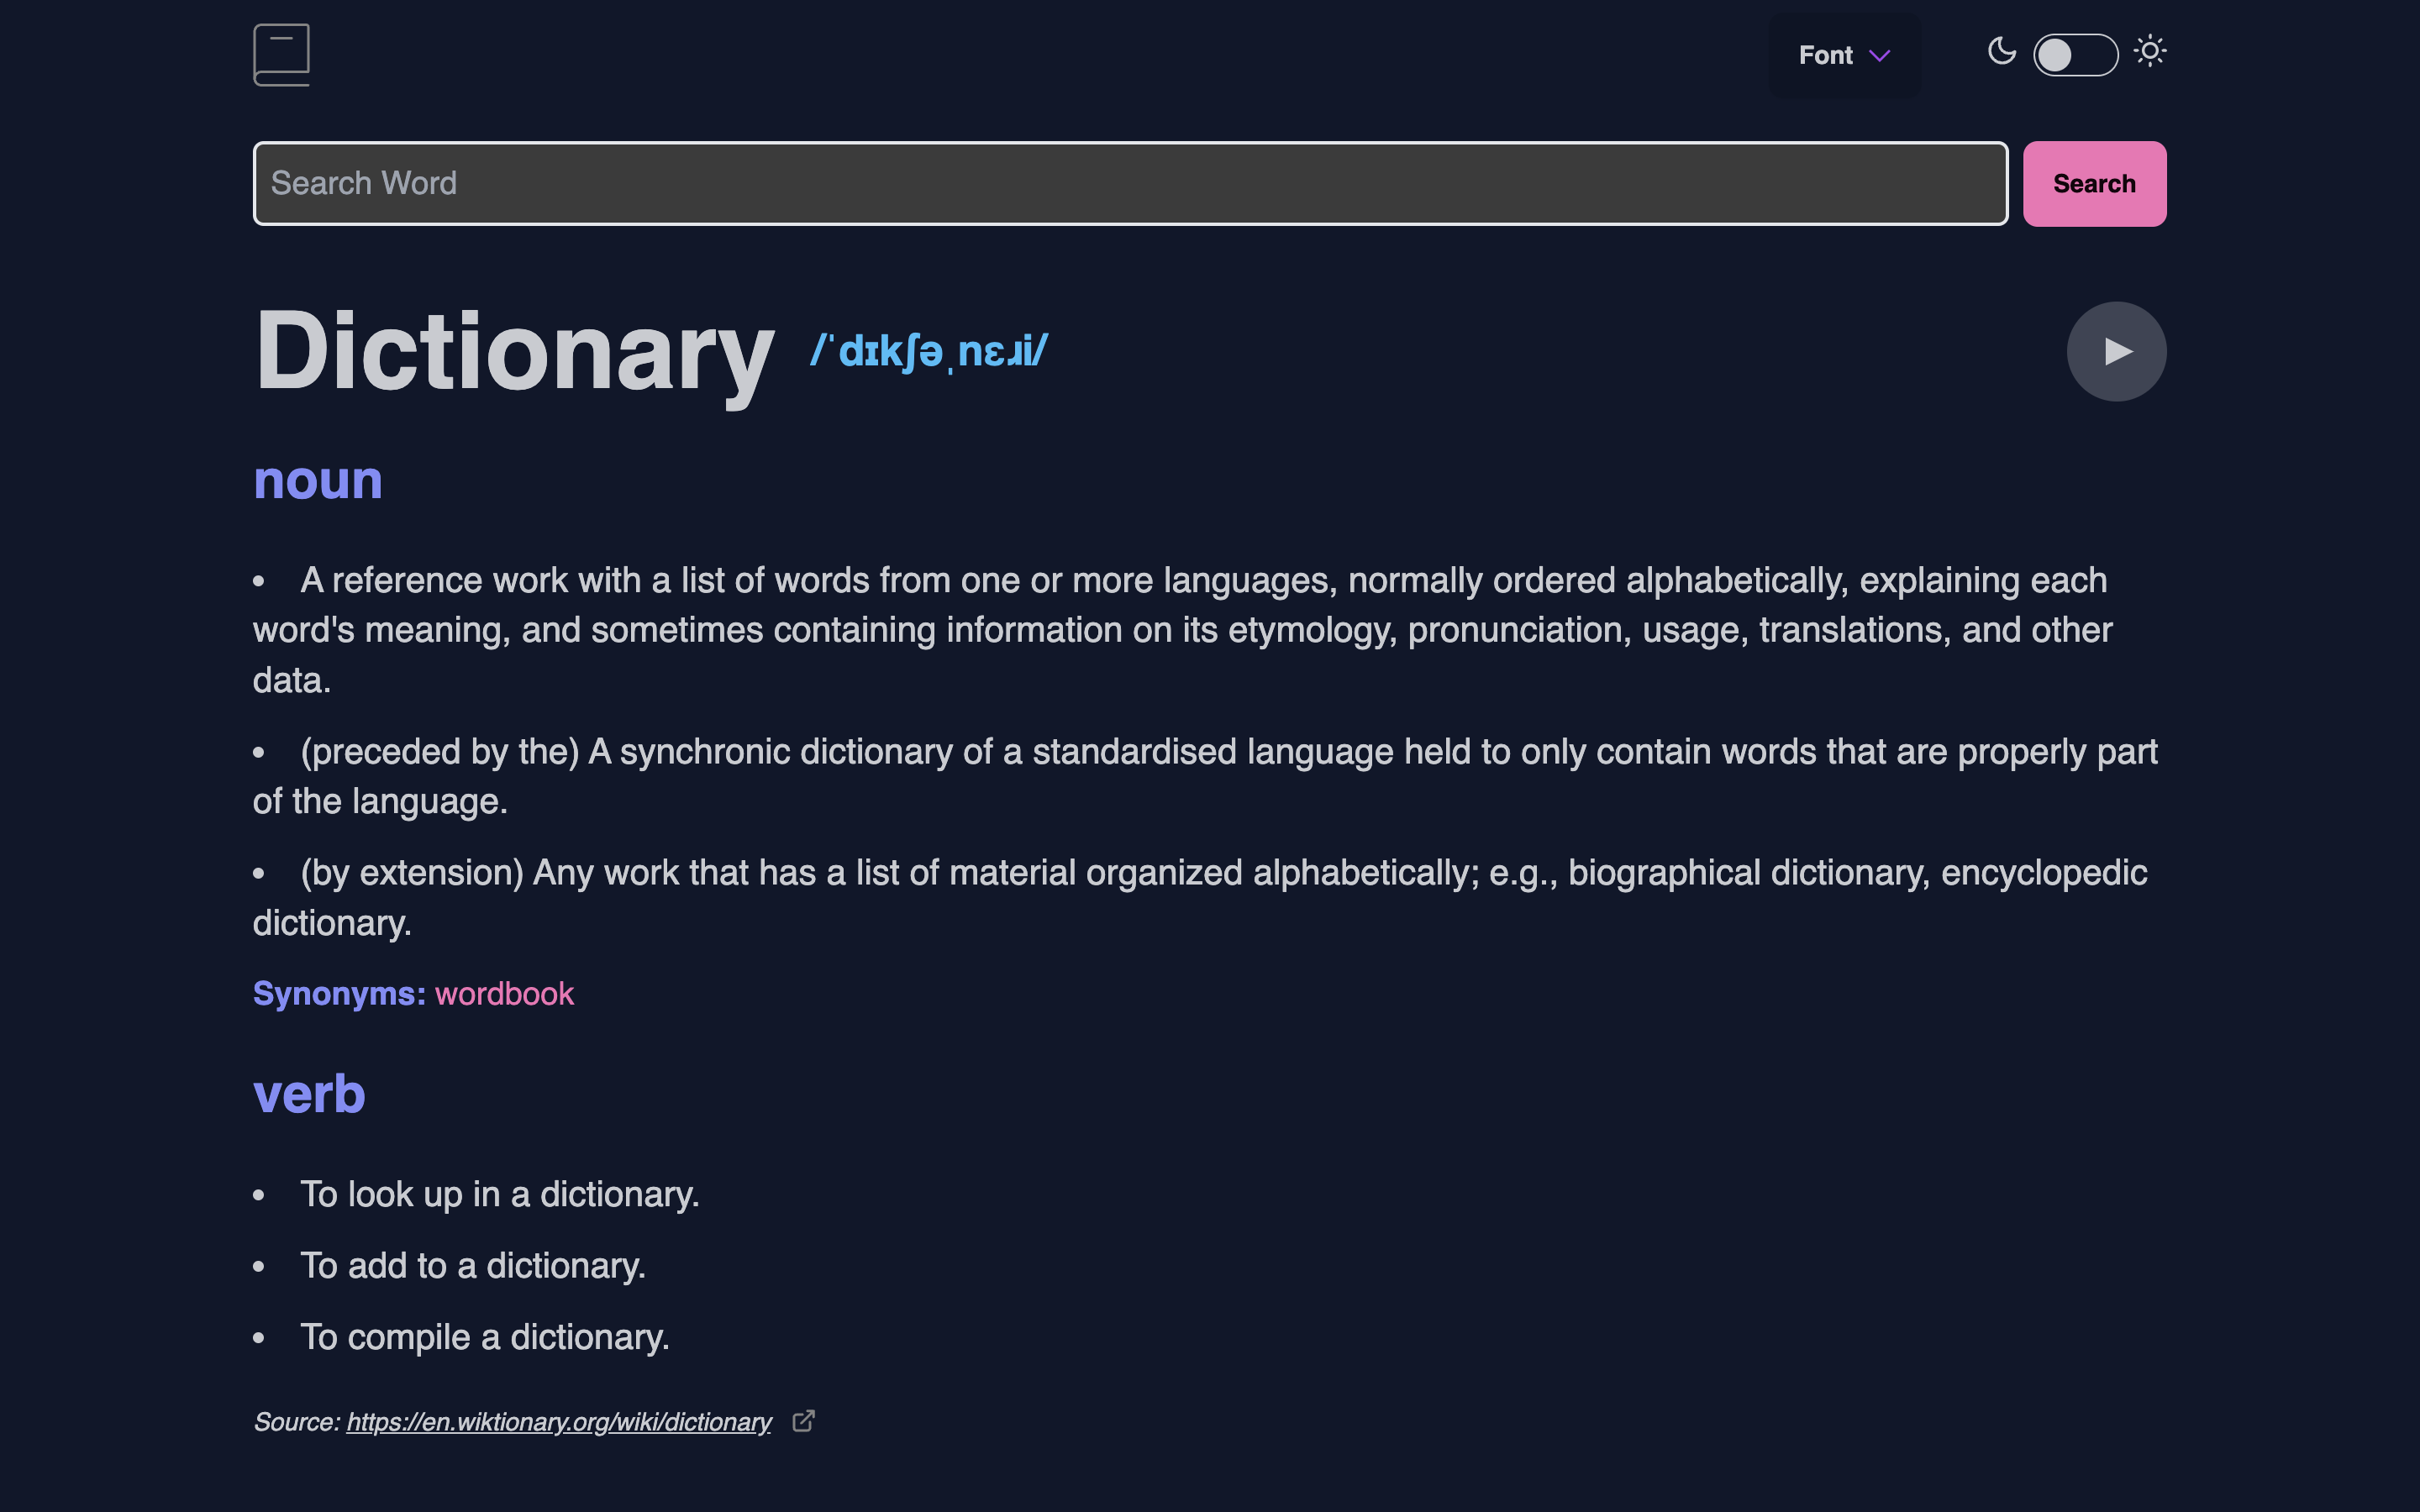 Font
Search Word
Search
Dictionary /ˈdɪkʃəˌnɛɹi/
noun
• A reference work with a list of words from one or more languages, normally ordered alphabetically, explaining each
word's meaning, and sometimes containing information on its etymology, pronunciation, usage, translations, and other
data.
• (preceded by the) A synchronic dictionary of a standardised language held to only contain words that are properly part
of the language.
• (by extension) Any work that has a list of material organized alphabetically; e.g., biographical dictionary, encyclopedic
dictionary.
Synonyms: wordbook
verb
• To look up in a dictionary.
• To add to a dictionary.
• To compile a dictionary.
Source: https://en.wiktionary.org/wiki/dictionary